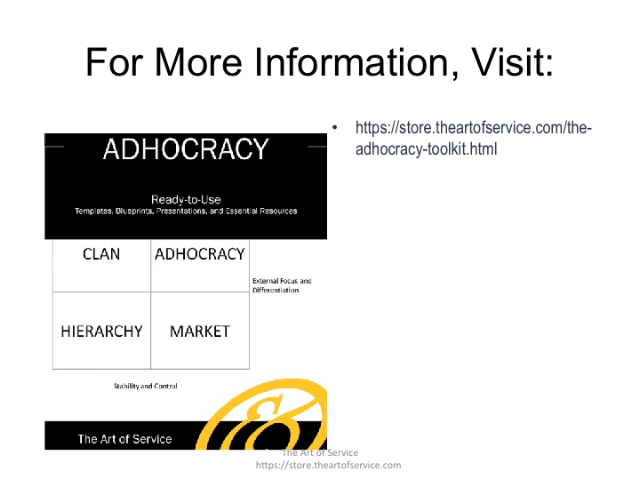 For More Information, Visit:
• https://store.theartofservice.com/the-
adhocracy-toolkit.html
ADHOCRACY
Ready-to-Use
Templates, Blueprints, Presentations, and Essential Resources
CLAN
ADHOCRACY
External Focus and
Differentiation
HIERARCHY
MARKET
Stability and Control
The Art of Service
The Art of Service
https://store.theartofservice.com